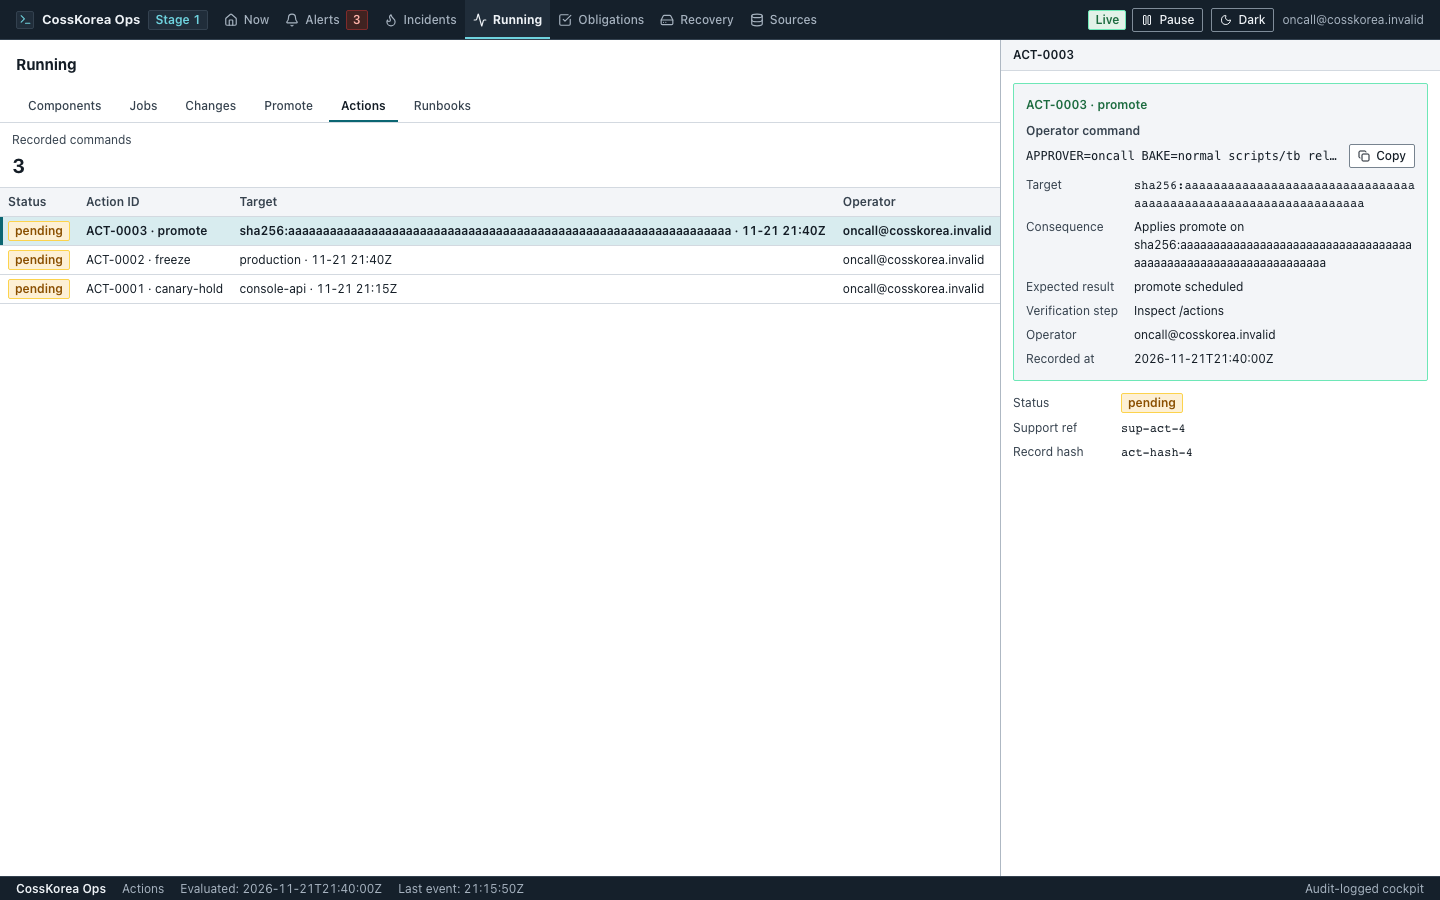 CossKorea Ops Stage 1 Now Alerts 3 Incidents Running Obligations Recovery Sources Live Pause Dark oncall@cosskorea.invalid
Running
Components Jobs Changes Promote Actions Runbooks
Recorded commands
3
Status Action ID Target Operator
pending ACT-0003 · promote sha256:aaaaaaaaaaaaaaaaaaaaaaaaaaaaaaaaaaaaaaaaaaaaaaaaaaaaaaaaaaaaaaaa · 11-21 21:40Z oncall@cosskorea.invalid
pending ACT-0002 · freeze production · 11-21 21:40Z oncall@cosskorea.invalid
pending ACT-0001 · canary-hold console-api · 11-21 21:15Z oncall@cosskorea.invalid
ACT-0003
ACT-0003 · promote
Operator command
APPROVER=oncall BAKE=normal scripts/tb rel… Copy
Target sha256:aaaaaaaaaaaaaaaaaaaaaaaaaaaaaaaa
aaaaaaaaaaaaaaaaaaaaaaaaaaaaaaaa
Consequence Applies promote on
sha256:aaaaaaaaaaaaaaaaaaaaaaaaaaaaaaaaaaa
aaaaaaaaaaaaaaaaaaaaaaaaaaaaa
Expected result promote scheduled
Verification step Inspect /actions
Operator oncall@cosskorea.invalid
Recorded at 2026-11-21T21:40:00Z
Status pending
Support ref sup-act-4
Record hash act-hash-4
CossKorea Ops Actions Evaluated: 2026-11-21T21:40:00Z Last event: 21:15:50Z Audit-logged cockpit